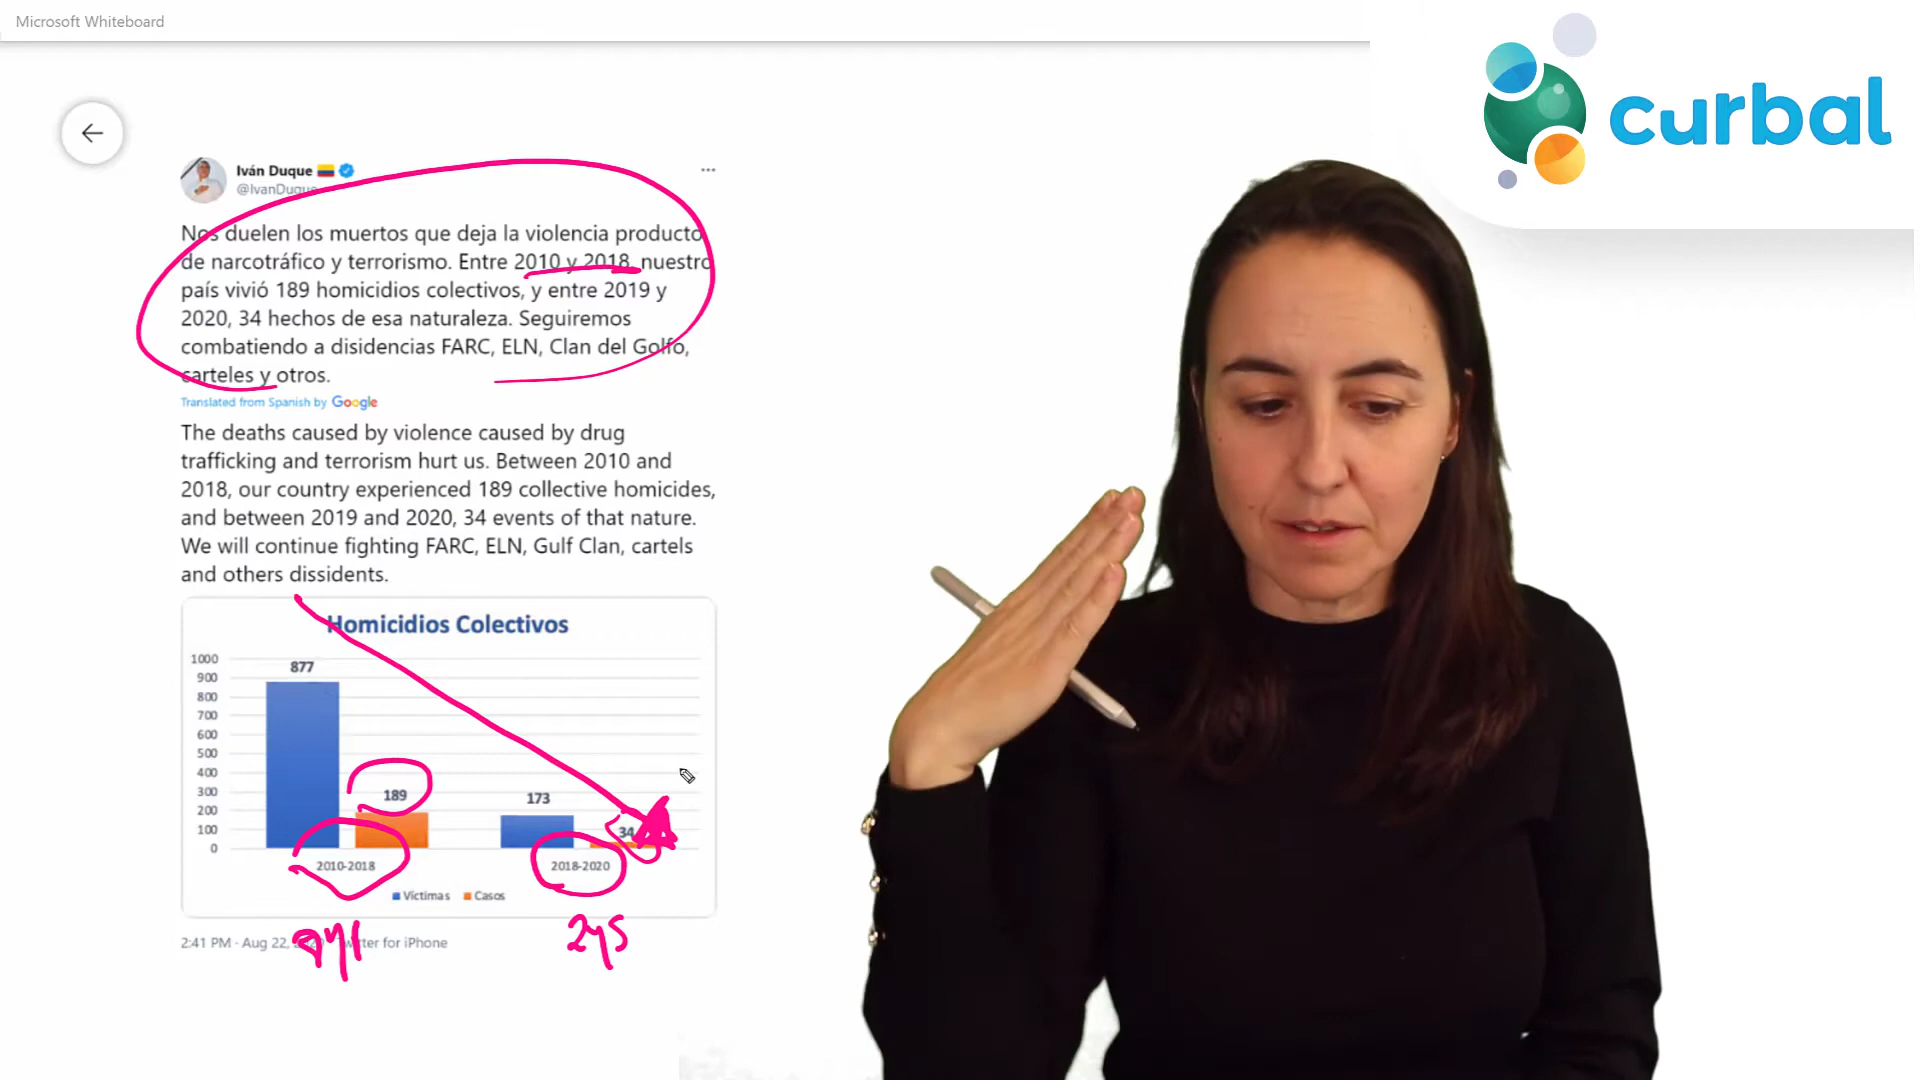 Microsoft Whiteboard
curbal
Iván Duque
@IvanDuque
Nos duelen los muertos que deja la violencia producto
de narcotráfico y terrorismo. Entre 2010 y 2018, nuestro
país vivió 189 homicidios colectivos, y entre 2019 y
2020, 34 hechos de esa naturaleza. Seguiremos
combatiendo a disidencias FARC, ELN, Clan del Golfo,
carteles y otros.
Translated from Spanish by Google
The deaths caused by violence caused by drug
trafficking and terrorism hurt us. Between 2010 and
2018, our country experienced 189 collective homicides,
and between 2019 and 2020, 34 events of that nature.
We will continue fighting FARC, ELN, Gulf Clan, cartels
and others dissidents.
Homicidios Colectivos
1000
900
800
700
600
500
400
300
200
100
0
877
189
173
34
2010-2018
2018-2020
Víctimas
Casos
2ys
2:41 PM · Aug 22, for iPhone